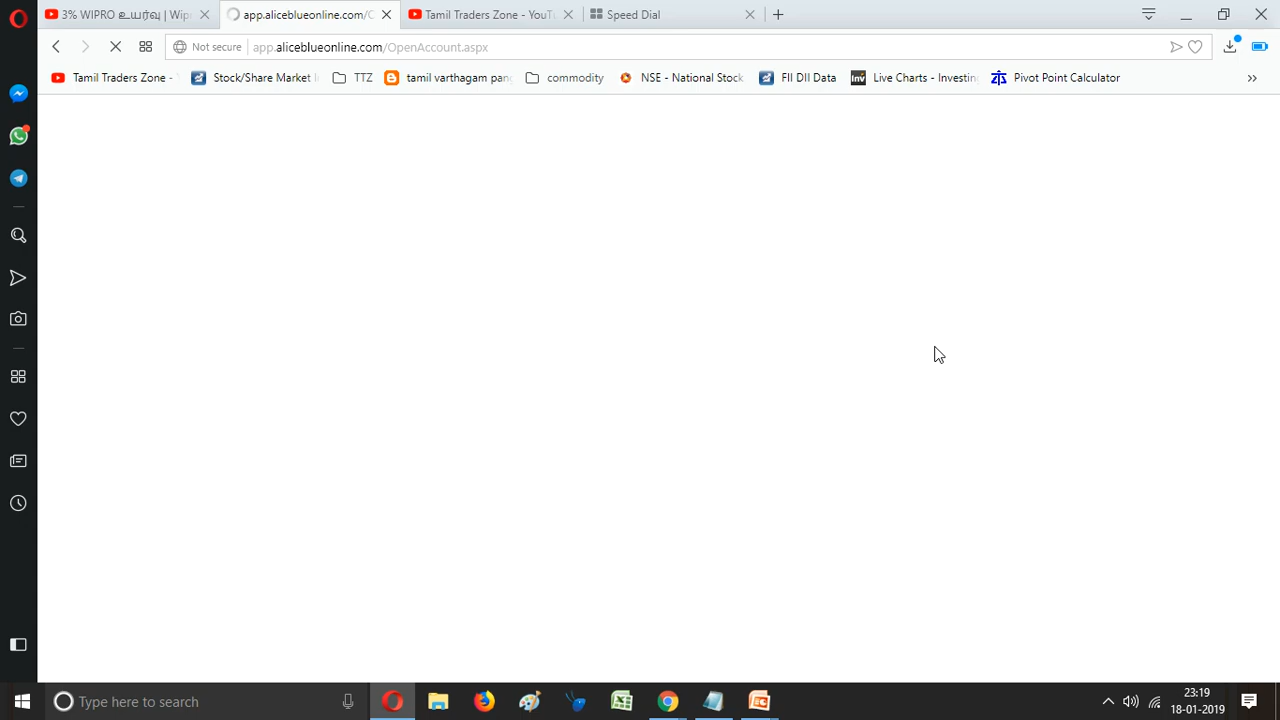 3% WIPRO உயர்வு | Wip
app.aliceblueonline.com/O
Tamil Traders Zone - YouT
Speed Dial
Not secure
app.aliceblueonline.com/OpenAccount.aspx
Tamil Traders Zone -
Stock/Share Market
TTZ
tamil varthagam pan
commodity
NSE - National Stock
FII DII Data
Live Charts - Investin
Pivot Point Calculator
Inv
Type here to search
23:19
18-01-2019